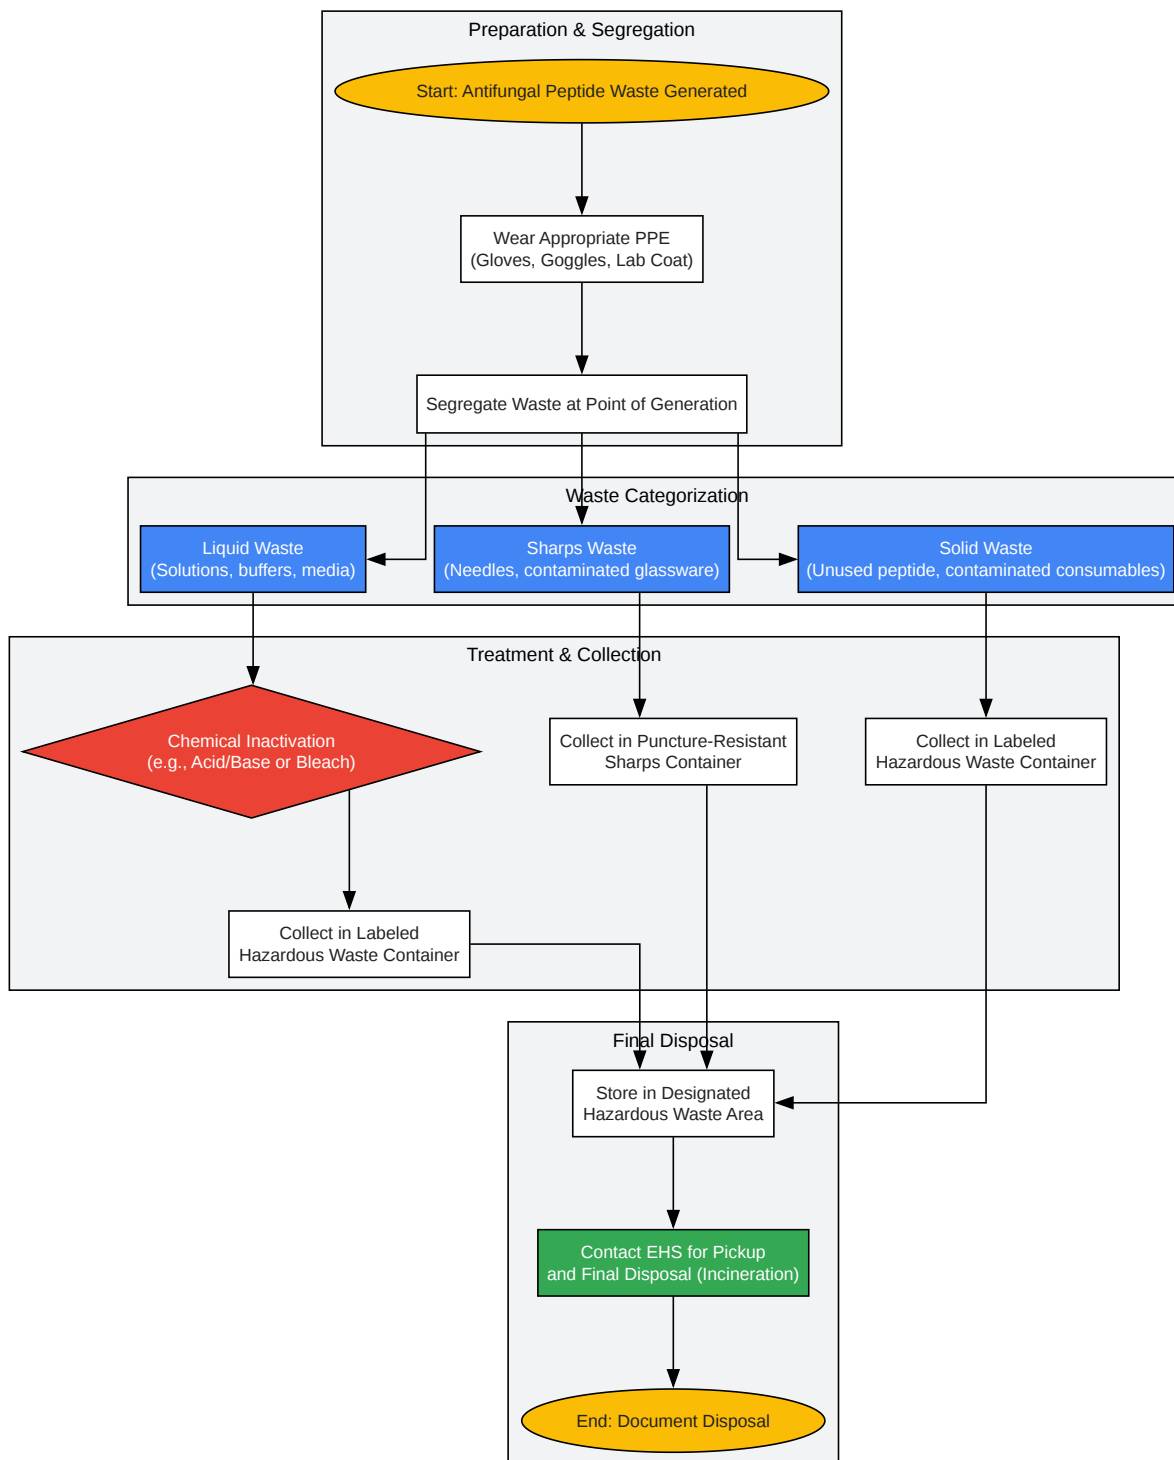 Preparation & Segregation
Start: Antifungal Peptide Waste Generated
Wear Appropriate PPE
(Gloves, Goggles, Lab Coat)
Segregate Waste at Point of Generation
Waste Categorization
Liquid Waste
(Solutions, buffers, media)
Sharps Waste
(Needles, contaminated glassware)
Solid Waste
(Unused peptide, contaminated consumables)
Treatment & Collection
Chemical Inactivation
(e.g., Acid/Base or Bleach)
Collect in Puncture-Resistant
Sharps Container
Collect in Labeled
Hazardous Waste Container
Collect in Labeled
Hazardous Waste Container
Final Disposal
Store in Designated
Hazardous Waste Area
Contact EHS for Pickup
and Final Disposal (Incineration)
End: Document Disposal